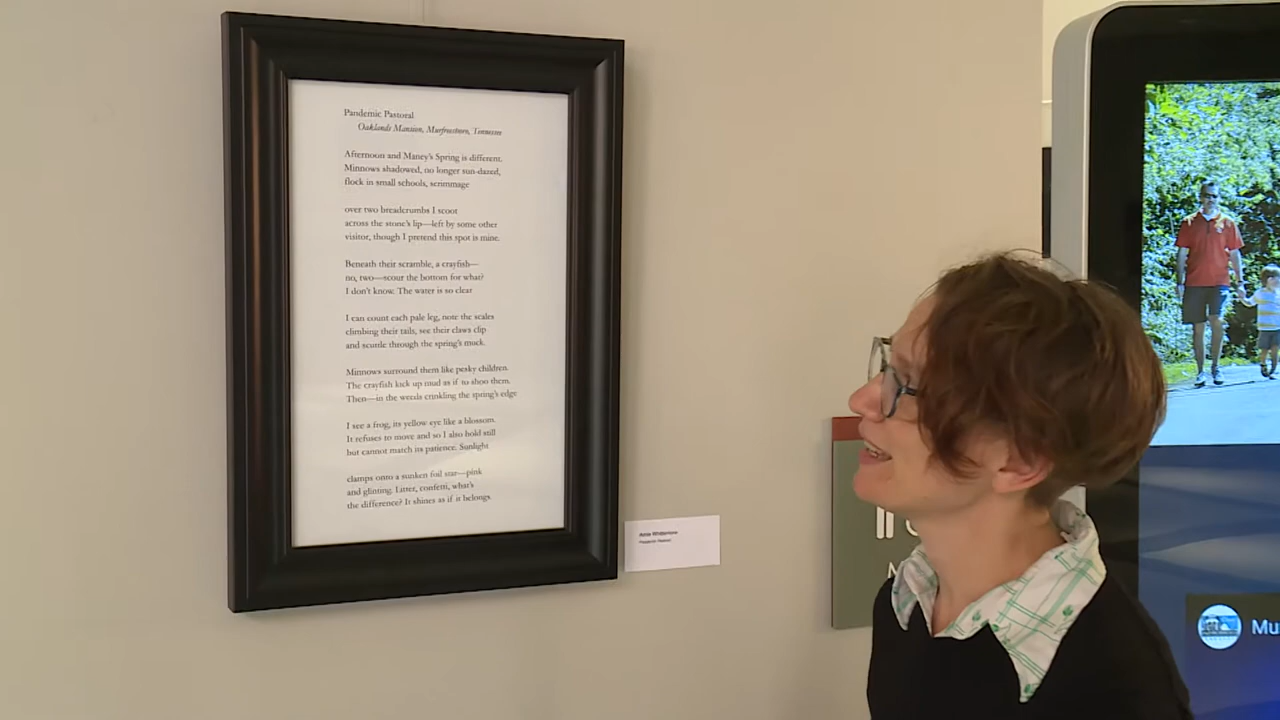 Pandemic Pastoral
Oaklands Mansion, Murfreesboro, Tennessee
Afternoon and Maney's Spring is different.
Minnows shadowed, no longer sun-dazed,
flock in small schools, scrimmage
over two breadcrumbs I scoot
across the stone's lip—left by some other
visitor, though I pretend this spot is mine.
Beneath their scramble, a crayfish—
no, two—scour the bottom for what?
I don't know. The water is so clear
I can count each pale leg, note the scales
climbing their tails, see their claws clip
and scuttle through the spring's muck.
Minnows surround them like pesky children.
The crayfish kick up mud as if to shoo them.
Then—in the weeds crinkling the spring's edge
I see a frog, its yellow eye like a blossom.
It refuses to move and so I also hold still
but cannot match its patience. Sunlight
clamps onto a sunken foil star—pink
and glinting. Litter, confetti, what's
the difference? It shines as if it belongs.
Pandemic Pastoral
Mu